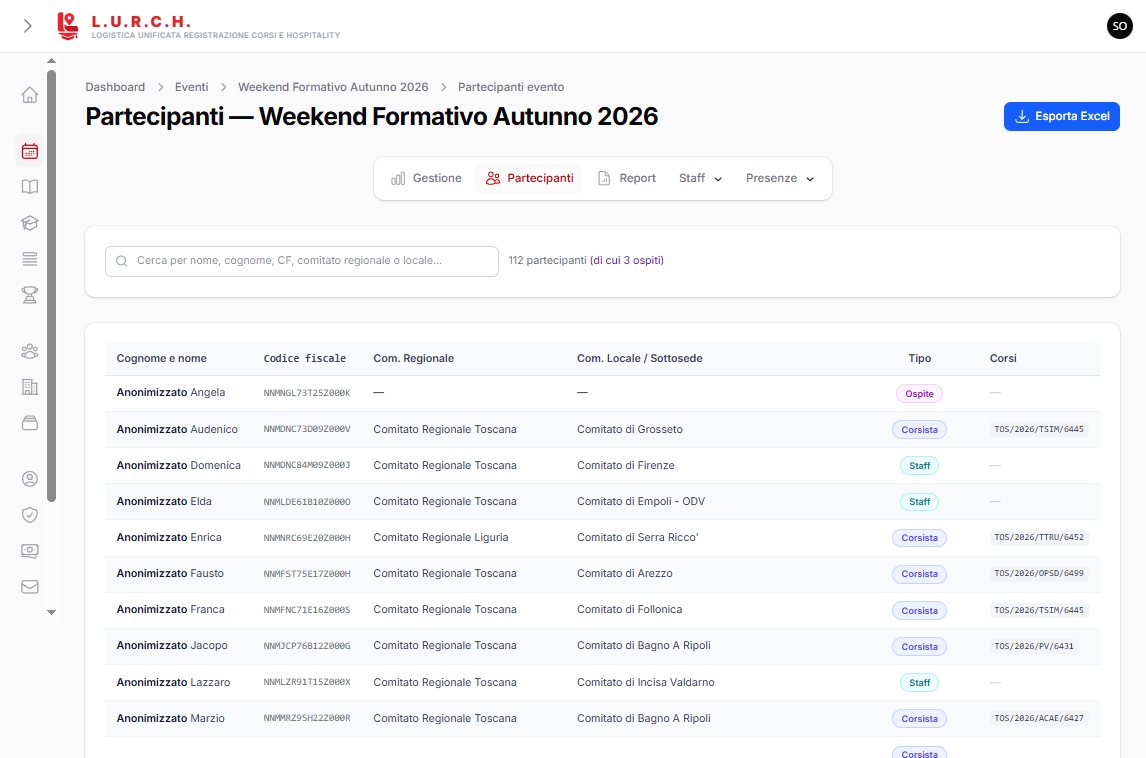 L.U.R.C.H.
LOGISTICA UNIFICATA REGISTRAZIONE CORSI E HOSPITALITY
SO
Dashboard > Eventi > Weekend Formativo Autunno 2026 > Partecipanti evento
Partecipanti — Weekend Formativo Autunno 2026
Esporta Excel
Gestione Partecipanti Report Staff Presenze
Cerca per nome, cognome, CF, comitato regionale o locale... 112 partecipanti (di cui 3 ospiti)
Cognome e nome Codice fiscale Com. Regionale Com. Locale / Sottosede Tipo Corsi
Anonimizzato Angela NNMNGL73T25Z000K — — Ospite —
Anonimizzato Audenico NNMDNC73D09Z000V Comitato Regionale Toscana Comitato di Grosseto Corsista TOS/2026/TSIM/6445
Anonimizzato Domenica NNMDNC84M09Z000J Comitato Regionale Toscana Comitato di Firenze Staff —
Anonimizzato Elda NNMLDE61B10Z000O Comitato Regionale Toscana Comitato di Empoli - ODV Staff —
Anonimizzato Enrica NNMNRC69E20Z000H Comitato Regionale Liguria Comitato di Serra Ricco' Corsista TOS/2026/TTRU/6452
Anonimizzato Fausto NNMFST75E17Z000H Comitato Regionale Toscana Comitato di Arezzo Corsista TOS/2026/OPSD/6499
Anonimizzato Franca NNMFNC71E16Z000S Comitato Regionale Toscana Comitato di Follonica Corsista TOS/2026/TSIM/6445
Anonimizzato Jacopo NNMJCP76B12Z000G Comitato Regionale Toscana Comitato di Bagno A Ripoli Corsista TOS/2026/PV/6431
Anonimizzato Lazzaro NNMLZR91T15Z000X Comitato Regionale Toscana Comitato di Incisa Valdarno Staff —
Anonimizzato Marzio NNMMRZ95H22Z000R Comitato Regionale Toscana Comitato di Bagno A Ripoli Corsista TOS/2026/ACAE/6427
Corsista